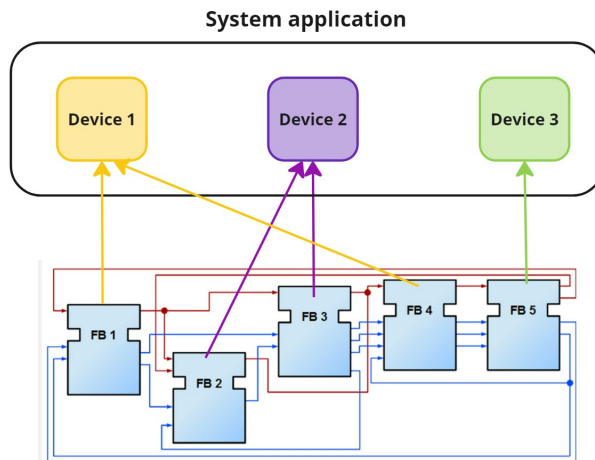 System application
Device 1
Device 2
Device 3
FB 1
FB 2
FB 3
FB 4
FB 5